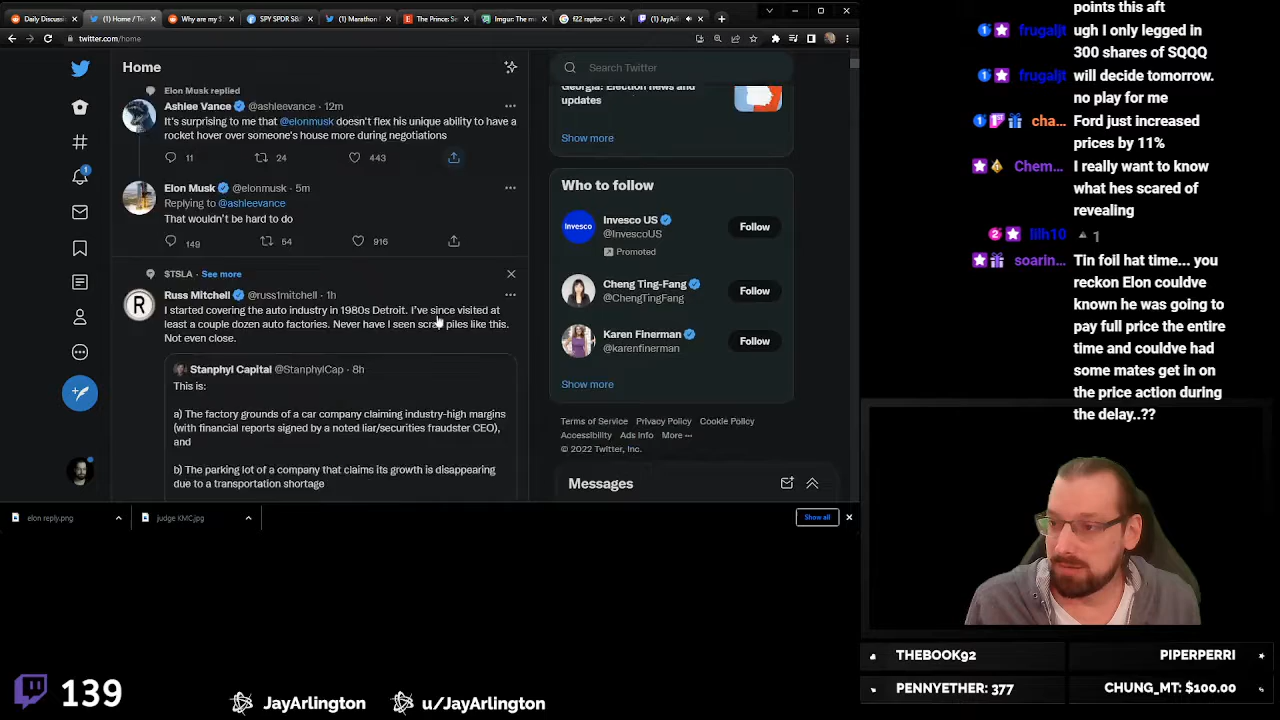 Daily Discussi
(1) Home / Tw
Why are my $
SPY SPDR S&
(1) Marathon
The Prince: Se
Imgur: The m
f22 raptor - G
(1) JayArl
twitter.com/home
Home
Search Twitter
Elon Musk replied
Ashlee Vance @ashleevance · 12m
It's surprising to me that @elonmusk doesn't flex his unique ability to have a
rocket hover over someone's house more during negotiations
11 24 443
Elon Musk @elonmusk · 5m
Replying to @ashleevance
That wouldn't be hard to do
149 54 916
$TSLA · See more
Russ Mitchell @russ1mitchell · 1h
I started covering the auto industry in 1980s Detroit. I've since visited at
least a couple dozen auto factories. Never have I seen scrap piles like this.
Not even close.
Stanphyl Capital @StanphylCap · 8h
This is:
a) The factory grounds of a car company claiming industry-high margins
(with financial reports signed by a noted liar/securities fraudster CEO),
and
b) The parking lot of a company that claims its growth is disappearing
due to a transportation shortage
Georgia: Election news and
updates
Show more
Who to follow
Invesco
Invesco US
@InvescoUS
Promoted
Follow
Cheng Ting-Fang
@ChengTingFang
Follow
Karen Finerman
@karenfinerman
Follow
Show more
Terms of Service Privacy Policy Cookie Policy
Accessibility Ads info More ···
© 2022 Twitter, Inc.
Messages
elon reply.png
judge KMC.jpg
Show all
points this aft
frugaljt ugh I only legged in
300 shares of SQQQ
frugaljt will decide tomorrow.
no play for me
cha... Ford just increased
prices by 11%
Chem... I really want to know
what hes scared of
revealing
lilh10 1
soarin... Tin foil hat time... you
reckon Elon couldve
known he was going to
pay full price the entire
time and couldve had
some mates get in on
the price action during
the delay..??
THEBOOK92
PIPERPERRI
PENNYETHER: 377
CHUNG_MT: $100.00
139
JayArlington
u/JayArlington